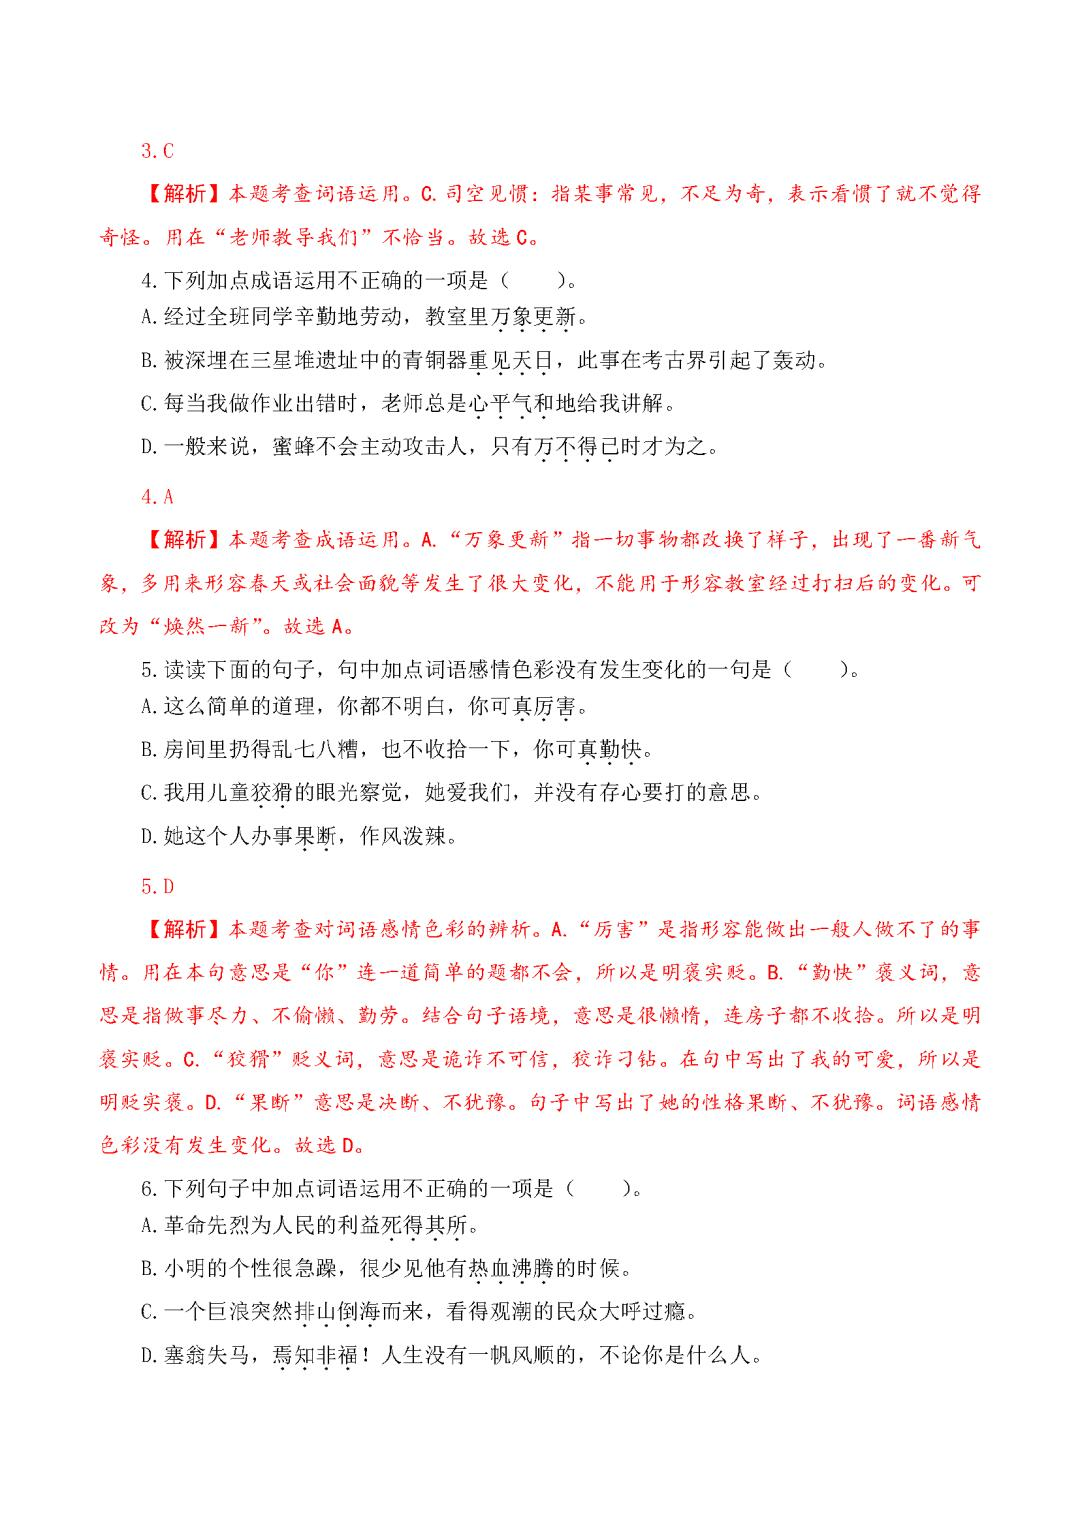 3.C
【解析】本题考查词语运用。C.司空见惯：指某事常见，不足为奇，表示看惯了就不觉得
奇怪。用在“老师教导我们”不恰当。故选 C。
4.下列加点成语运用不正确的一项是（　　）。
A.经过全班同学辛勤地劳动，教室里万象更新。
B.被深埋在三星堆遗址中的青铜器重见天日，此事在考古界引起了轰动。
C.每当我做作业出错时，老师总是心平气和地给我讲解。
D.一般来说，蜜蜂不会主动攻击人，只有万不得已时才为之。
4.A
【解析】本题考查成语运用。A.“万象更新”指一切事物都改换了样子，出现了一番新气
象，多用来形容春天或社会面貌等发生了很大变化，不能用于形容教室经过打扫后的变化。可
改为“焕然一新”。故选 A。
5.读读下面的句子，句中加点词语感情色彩没有发生变化的一句是（　　）。
A.这么简单的道理，你都不明白，你可真厉害。
B.房间里扔得乱七八糟，也不收拾一下，你可真勤快。
C.我用儿童狡猾的眼光察觉，她爱我们，并没有存心要打的意思。
D.她这个人办事果断，作风泼辣。
5.D
【解析】本题考查对词语感情色彩的辨析。A.“厉害”是指形容能做出一般人做不了的事
情。用在本句意思是“你”连一道简单的题都不会，所以是明褒实贬。B.“勤快”褒义词，意
思是指做事尽力、不偷懒、勤劳。结合句子语境，意思是很懒惰，连房子都不收拾。所以是明
褒实贬。C.“狡猾”贬义词，意思是诡诈不可信，狡诈刁钻。在句中写出了我的可爱，所以是
明贬实褒。D.“果断”意思是决断、不犹豫。句子中写出了她的性格果断、不犹豫。词语感情
色彩没有发生变化。故选 D。
6.下列句子中加点词语运用不正确的一项是（　　）。
A.革命先烈为人民的利益死得其所。
B.小明的个性很急躁，很少见他有热血沸腾的时候。
C.一个巨浪突然排山倒海而来，看得观潮的民众大呼过瘾。
D.塞翁失马，焉知非福！人生没有一帆风顺的，不论你是什么人。